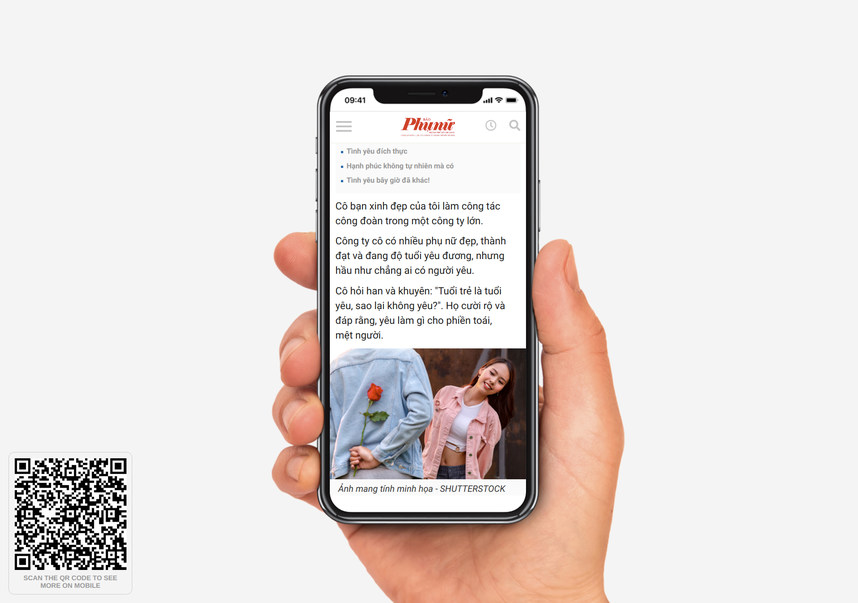 09:41
BÁO
Phụ nữ
Tình yêu đích thực
Hạnh phúc không tự nhiên mà có
Tình yêu bây giờ đã khác!
Cô bạn xinh đẹp của tôi làm công tác
công đoàn trong một công ty lớn.
Công ty cô có nhiều phụ nữ đẹp, thành
đạt và đang độ tuổi yêu đương, nhưng
hầu như chẳng ai có người yêu.
Cô hỏi han và khuyên: "Tuổi trẻ là tuổi
yêu, sao lại không yêu?". Họ cười rộ và
đáp rằng, yêu làm gì cho phiền toái,
mệt người.
Ảnh mang tính minh họa - SHUTTERSTOCK
SCAN THE QR CODE TO SEE
MORE ON MOBILE